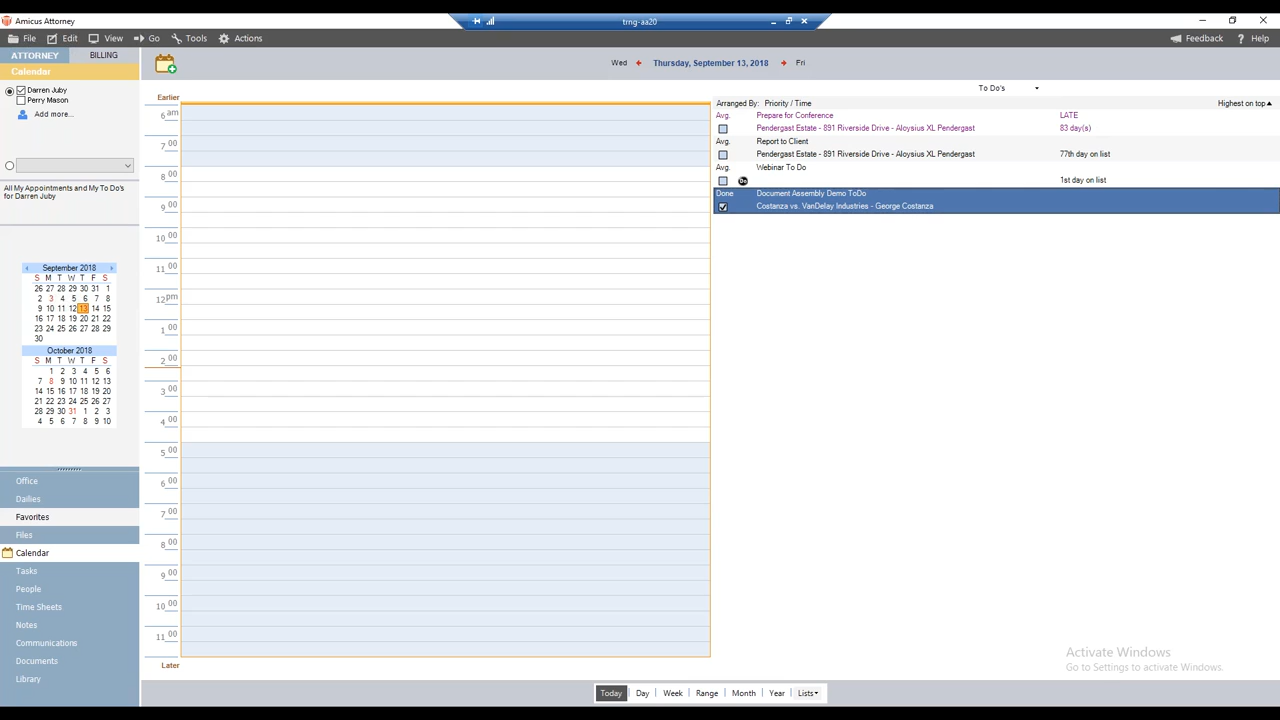 Amicus Attorney
trng-aa20
File Edit View Go Tools Actions Feedback Help
ATTORNEY BILLING
Calendar
Darren Juby
Perry Mason
Add more...
All My Appointments and My To Do's
for Darren Juby
September 2018
S M T W T F S
26 27 28 29 30 31 1
2 3 4 5 6 7 8
9 10 11 12 13 14 15
16 17 18 19 20 21 22
23 24 25 26 27 28 29
30
October 2018
S M T W T F S
1 2 3 4 5 6
7 8 9 10 11 12 13
14 15 16 17 18 19 20
21 22 23 24 25 26 27
28 29 30 31 1 2 3
4 5 6 7 8 9 10
Office
Dailies
Favorites
Files
Calendar
Tasks
People
Time Sheets
Notes
Communications
Documents
Library
Wed Thursday, September 13, 2018 Fri
Earlier
6 am
7 00
8 00
9 00
10 00
11 00
12 pm
1 00
2 00
3 00
4 00
5 00
6 00
7 00
8 00
9 00
10 00
11 00
Later
To Do's
Arranged By: Priority / Time Highest on top
Avg. Prepare for Conference LATE
Pendergast Estate - 891 Riverside Drive - Aloysius XL Pendergast 83 day(s)
Avg. Report to Client
Pendergast Estate - 891 Riverside Drive - Aloysius XL Pendergast 77th day on list
Avg. Webinar To Do
1st day on list
Done Document Assembly Demo ToDo
Costanza vs. VanDelay Industries - George Costanza
Activate Windows
Go to Settings to activate Windows.
Today Day Week Range Month Year Lists